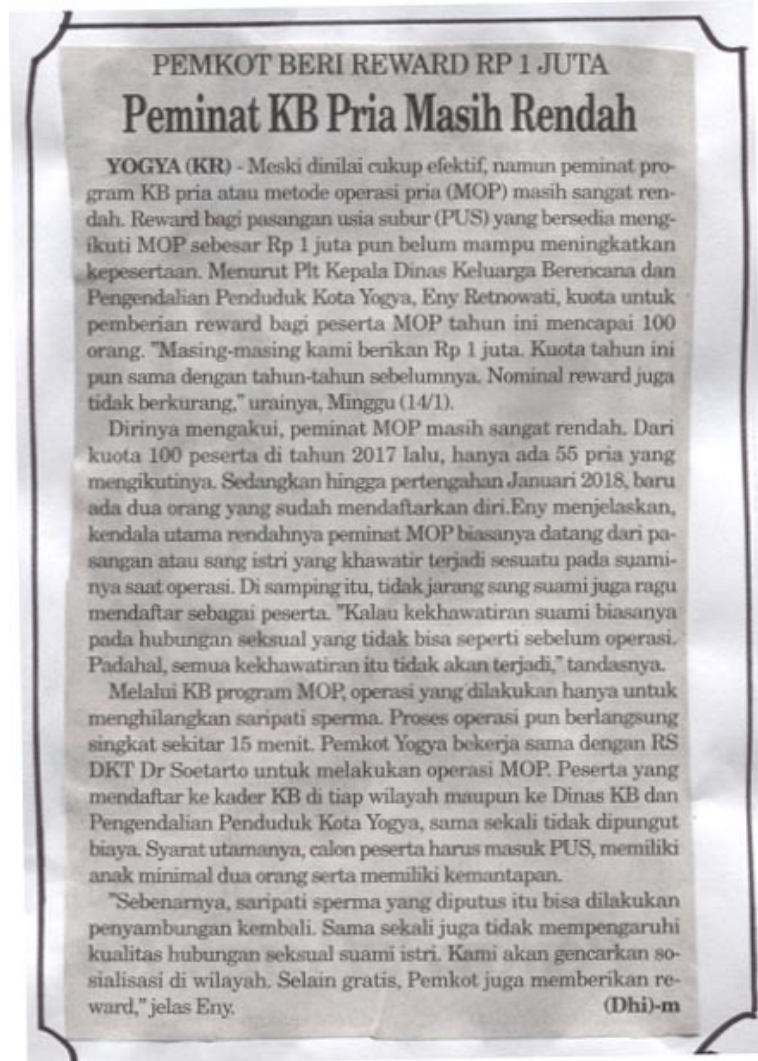 PEMKOT BERI REWARD RP 1 JUTA
Peminat KB Pria Masih Rendah
YOGYA (KR) - Meski dinilai cukup efektif, namun peminat pro-
gram KB pria atau metode operasi pria (MOP) masih sangat ren-
dah. Reward bagi pasangan usia subur (PUS) yang bersedia meng-
ikuti MOP sebesar Rp 1 juta pun belum mampu meningkatkan
kepesertaan. Menurut Plt Kepala Dinas Keluarga Berencana dan
Pengendalian Penduduk Kota Yogya, Eny Retnowati, kuota untuk
pemberian reward bagi peserta MOP tahun ini mencapai 100
orang. "Masing-masing kami berikan Rp 1 juta. Kuota tahun ini
pun sama dengan tahun-tahun sebelumnya. Nominal reward juga
tidak berkurang," urainya, Minggu (14/1).
Dirinya mengakui, peminat MOP masih sangat rendah. Dari
kuota 100 peserta di tahun 2017 lalu, hanya ada 55 pria yang
mengikutinya. Sedangkan hingga pertengahan Januari 2018, baru
ada dua orang yang sudah mendaftarkan diri.Eny menjelaskan,
kendala utama rendahnya peminat MOP biasanya datang dari pa-
sangan atau sang istri yang khawatir terjadi sesuatu pada suami-
nya saat operasi. Di samping itu, tidak jarang sang suami juga ragu
mendaftar sebagai peserta. "Kalau kekhawatiran suami biasanya
pada hubungan seksual yang tidak bisa seperti sebelum operasi.
Padahal, semua kekhawatiran itu tidak akan terjadi," tandasnya.
Melalui KB program MOP, operasi yang dilakukan hanya untuk
menghilangkan saripati sperma. Proses operasi pun berlangsung
singkat sekitar 15 menit. Pemkot Yogya bekerja sama dengan RS
DKT Dr Soetarto untuk melakukan operasi MOP. Peserta yang
mendaftar ke kader KB di tiap wilayah maupun ke Dinas KB dan
Pengendalian Penduduk Kota Yogya, sama sekali tidak dipungut
biaya. Syarat utamanya, calon peserta harus masuk PUS, memiliki
anak minimal dua orang serta memiliki kemantapan.
"Sebenarnya, saripati sperma yang diputus itu bisa dilakukan
penyambungan kembali. Sama sekali juga tidak mempengaruhi
kualitas hubungan seksual suami istri. Kami akan gencarkan so-
sialisasi di wilayah. Selain gratis, Pemkot juga memberikan re-
ward," jelas Eny. (Dhi)-m